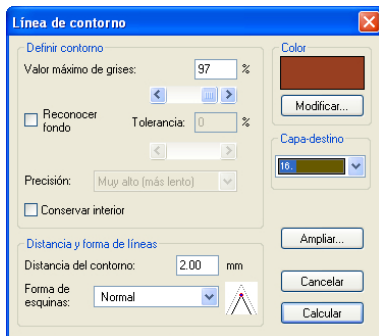 Línea de contorno
Definir contorno
Valor máximo de grises: 97 %
Reconocer fondo
Tolerancia: 0 %
Precisión: Muy alto (más lento)
Conservar interior
Distancia y forma de líneas
Distancia del contorno: 2.00 mm
Forma de esquinas: Normal
Color
Modificar...
Capa-destino
16.
Ampliar...
Cancelar
Calcular